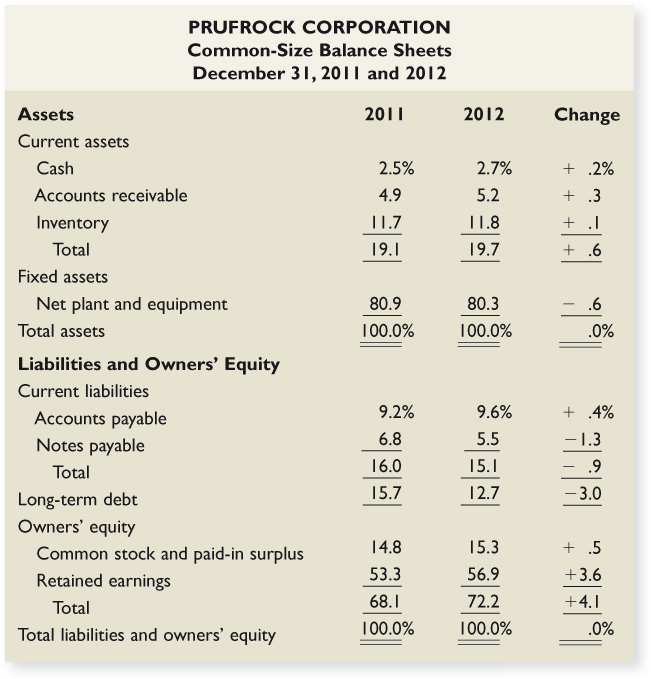 PRUFROCK CORPORATION
Common-Size Balance Sheets
December 31, 2011 and 2012
Assets 2011 2012 Change
Current assets
Cash 2.5% 2.7% + .2%
Accounts receivable 4.9 5.2 + .3
Inventory 11.7 11.8 + .1
Total 19.1 19.7 + .6
Fixed assets
Net plant and equipment 80.9 80.3 − .6
Total assets 100.0% 100.0% .0%
Liabilities and Owners’ Equity
Current liabilities
Accounts payable 9.2% 9.6% + .4%
Notes payable 6.8 5.5 −1.3
Total 16.0 15.1 − .9
Long-term debt 15.7 12.7 −3.0
Owners’ equity
Common stock and paid-in surplus 14.8 15.3 + .5
Retained earnings 53.3 56.9 +3.6
Total 68.1 72.2 +4.1
Total liabilities and owners’ equity 100.0% 100.0% .0%